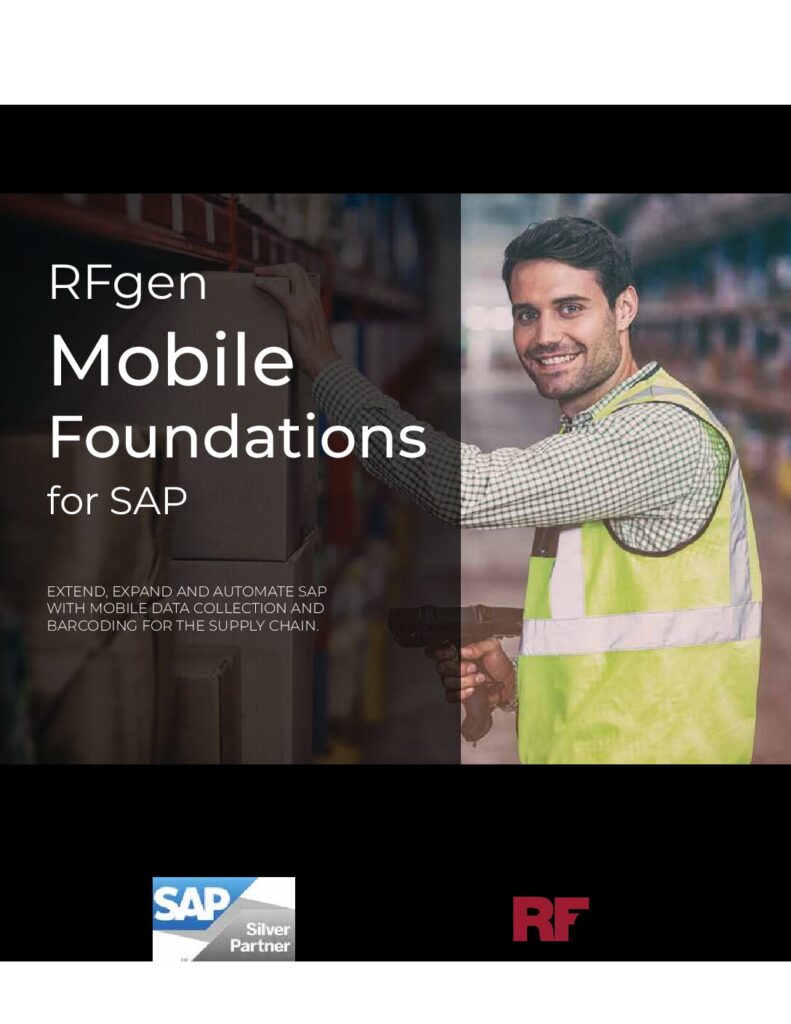 RFgen
Mobile
Foundations
for SAP
EXTEND, EXPAND AND AUTOMATE SAP
WITH MOBILE DATA COLLECTION AND
BARCODING FOR THE SUPPLY CHAIN.
SAP
Silver
Partner
TM
RF